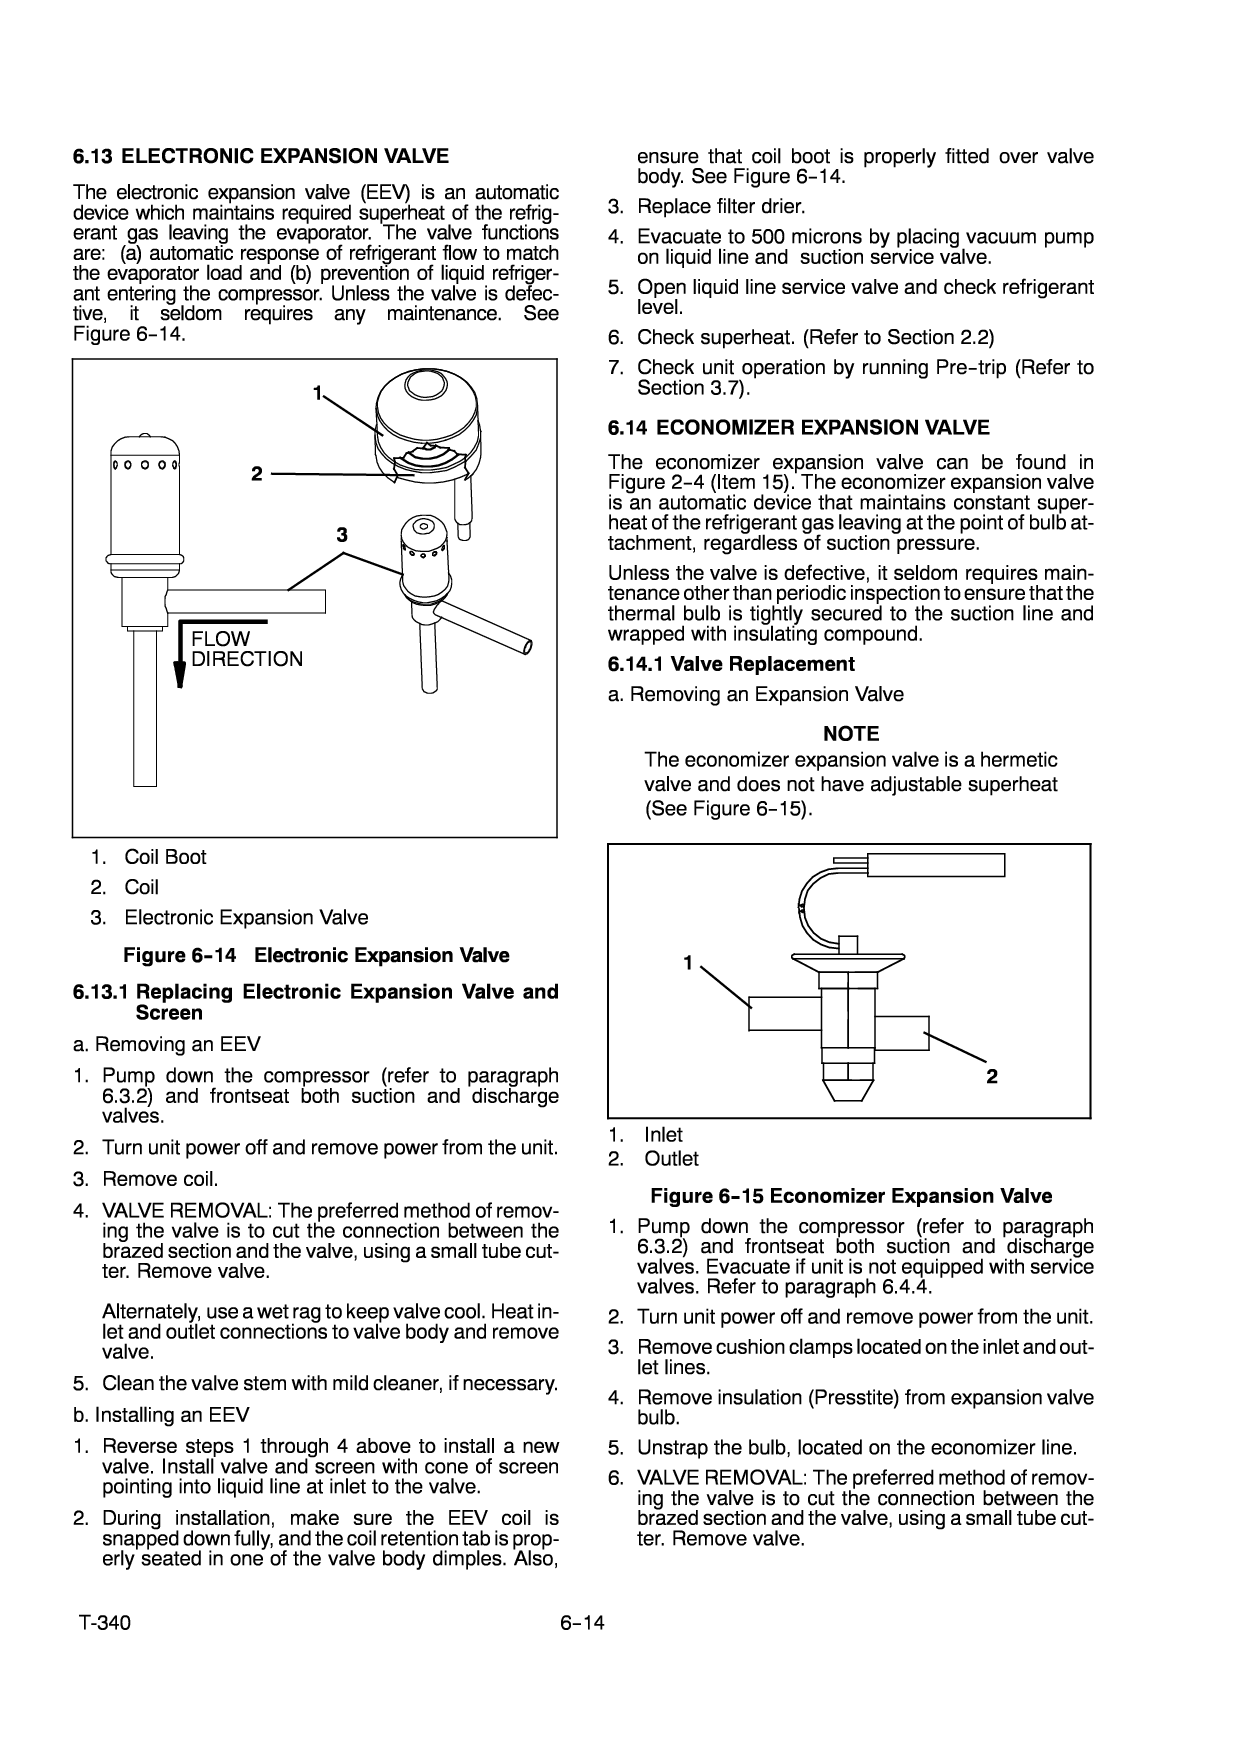 6.13 ELECTRONIC EXPANSION VALVE
The electronic expansion valve (EEV) is an automatic
device which maintains required superheat of the refrig-
erant gas leaving the evaporator. The valve functions
are: (a) automatic response of refrigerant flow to match
the evaporator load and (b) prevention of liquid refriger-
ant entering the compressor. Unless the valve is defec-
tive, it seldom requires any maintenance. See
Figure 6-14.
1
2
3
FLOW
DIRECTION
1. Coil Boot
2. Coil
3. Electronic Expansion Valve
Figure 6-14 Electronic Expansion Valve
6.13.1 Replacing Electronic Expansion Valve and
Screen
a. Removing an EEV
1. Pump down the compressor (refer to paragraph
6.3.2) and frontseat both suction and discharge
valves.
2. Turn unit power off and remove power from the unit.
3. Remove coil.
4. VALVE REMOVAL: The preferred method of remov-
ing the valve is to cut the connection between the
brazed section and the valve, using a small tube cut-
ter. Remove valve.
Alternately, use a wet rag to keep valve cool. Heat in-
let and outlet connections to valve body and remove
valve.
5. Clean the valve stem with mild cleaner, if necessary.
b. Installing an EEV
1. Reverse steps 1 through 4 above to install a new
valve. Install valve and screen with cone of screen
pointing into liquid line at inlet to the valve.
2. During installation, make sure the EEV coil is
snapped down fully, and the coil retention tab is prop-
erly seated in one of the valve body dimples. Also,
ensure that coil boot is properly fitted over valve
body. See Figure 6-14.
3. Replace filter drier.
4. Evacuate to 500 microns by placing vacuum pump
on liquid line and suction service valve.
5. Open liquid line service valve and check refrigerant
level.
6. Check superheat. (Refer to Section 2.2)
7. Check unit operation by running Pre-trip (Refer to
Section 3.7).
6.14 ECONOMIZER EXPANSION VALVE
The economizer expansion valve can be found in
Figure 2-4 (Item 15). The economizer expansion valve
is an automatic device that maintains constant super-
heat of the refrigerant gas leaving at the point of bulb at-
tachment, regardless of suction pressure.
Unless the valve is defective, it seldom requires main-
tenance other than periodic inspection to ensure that the
thermal bulb is tightly secured to the suction line and
wrapped with insulating compound.
6.14.1 Valve Replacement
a. Removing an Expansion Valve
NOTE
The economizer expansion valve is a hermetic
valve and does not have adjustable superheat
(See Figure 6-15).
1
2
1. Inlet
2. Outlet
Figure 6-15 Economizer Expansion Valve
1. Pump down the compressor (refer to paragraph
6.3.2) and frontseat both suction and discharge
valves. Evacuate if unit is not equipped with service
valves. Refer to paragraph 6.4.4.
2. Turn unit power off and remove power from the unit.
3. Remove cushion clamps located on the inlet and out-
let lines.
4. Remove insulation (Presstite) from expansion valve
bulb.
5. Unstrap the bulb, located on the economizer line.
6. VALVE REMOVAL: The preferred method of remov-
ing the valve is to cut the connection between the
brazed section and the valve, using a small tube cut-
ter. Remove valve.
T-340
6-14